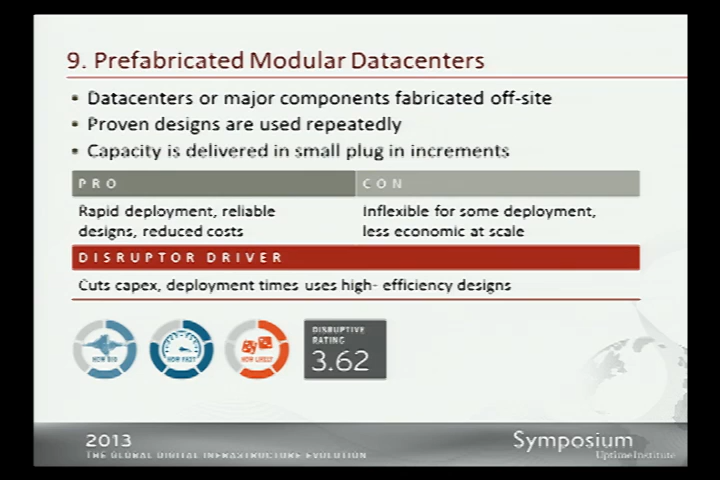 9. Prefabricated Modular Datacenters
Datacenters or major components fabricated off-site
Proven designs are used repeatedly
Capacity is delivered in small plug in increments
PRO
CON
Rapid deployment, reliable
designs, reduced costs
Inflexible for some deployment,
less economic at scale
DISRUPTOR DRIVER
Cuts capex, deployment times uses high- efficiency designs
HOW BIG
HOW FAST
HOW LIKELY
DISRUPTIVE
RATING
3.62
2013
THE GLOBAL DIGITAL INFRASTRUCTURE EVOLUTION
Symposium
Uptime Institute